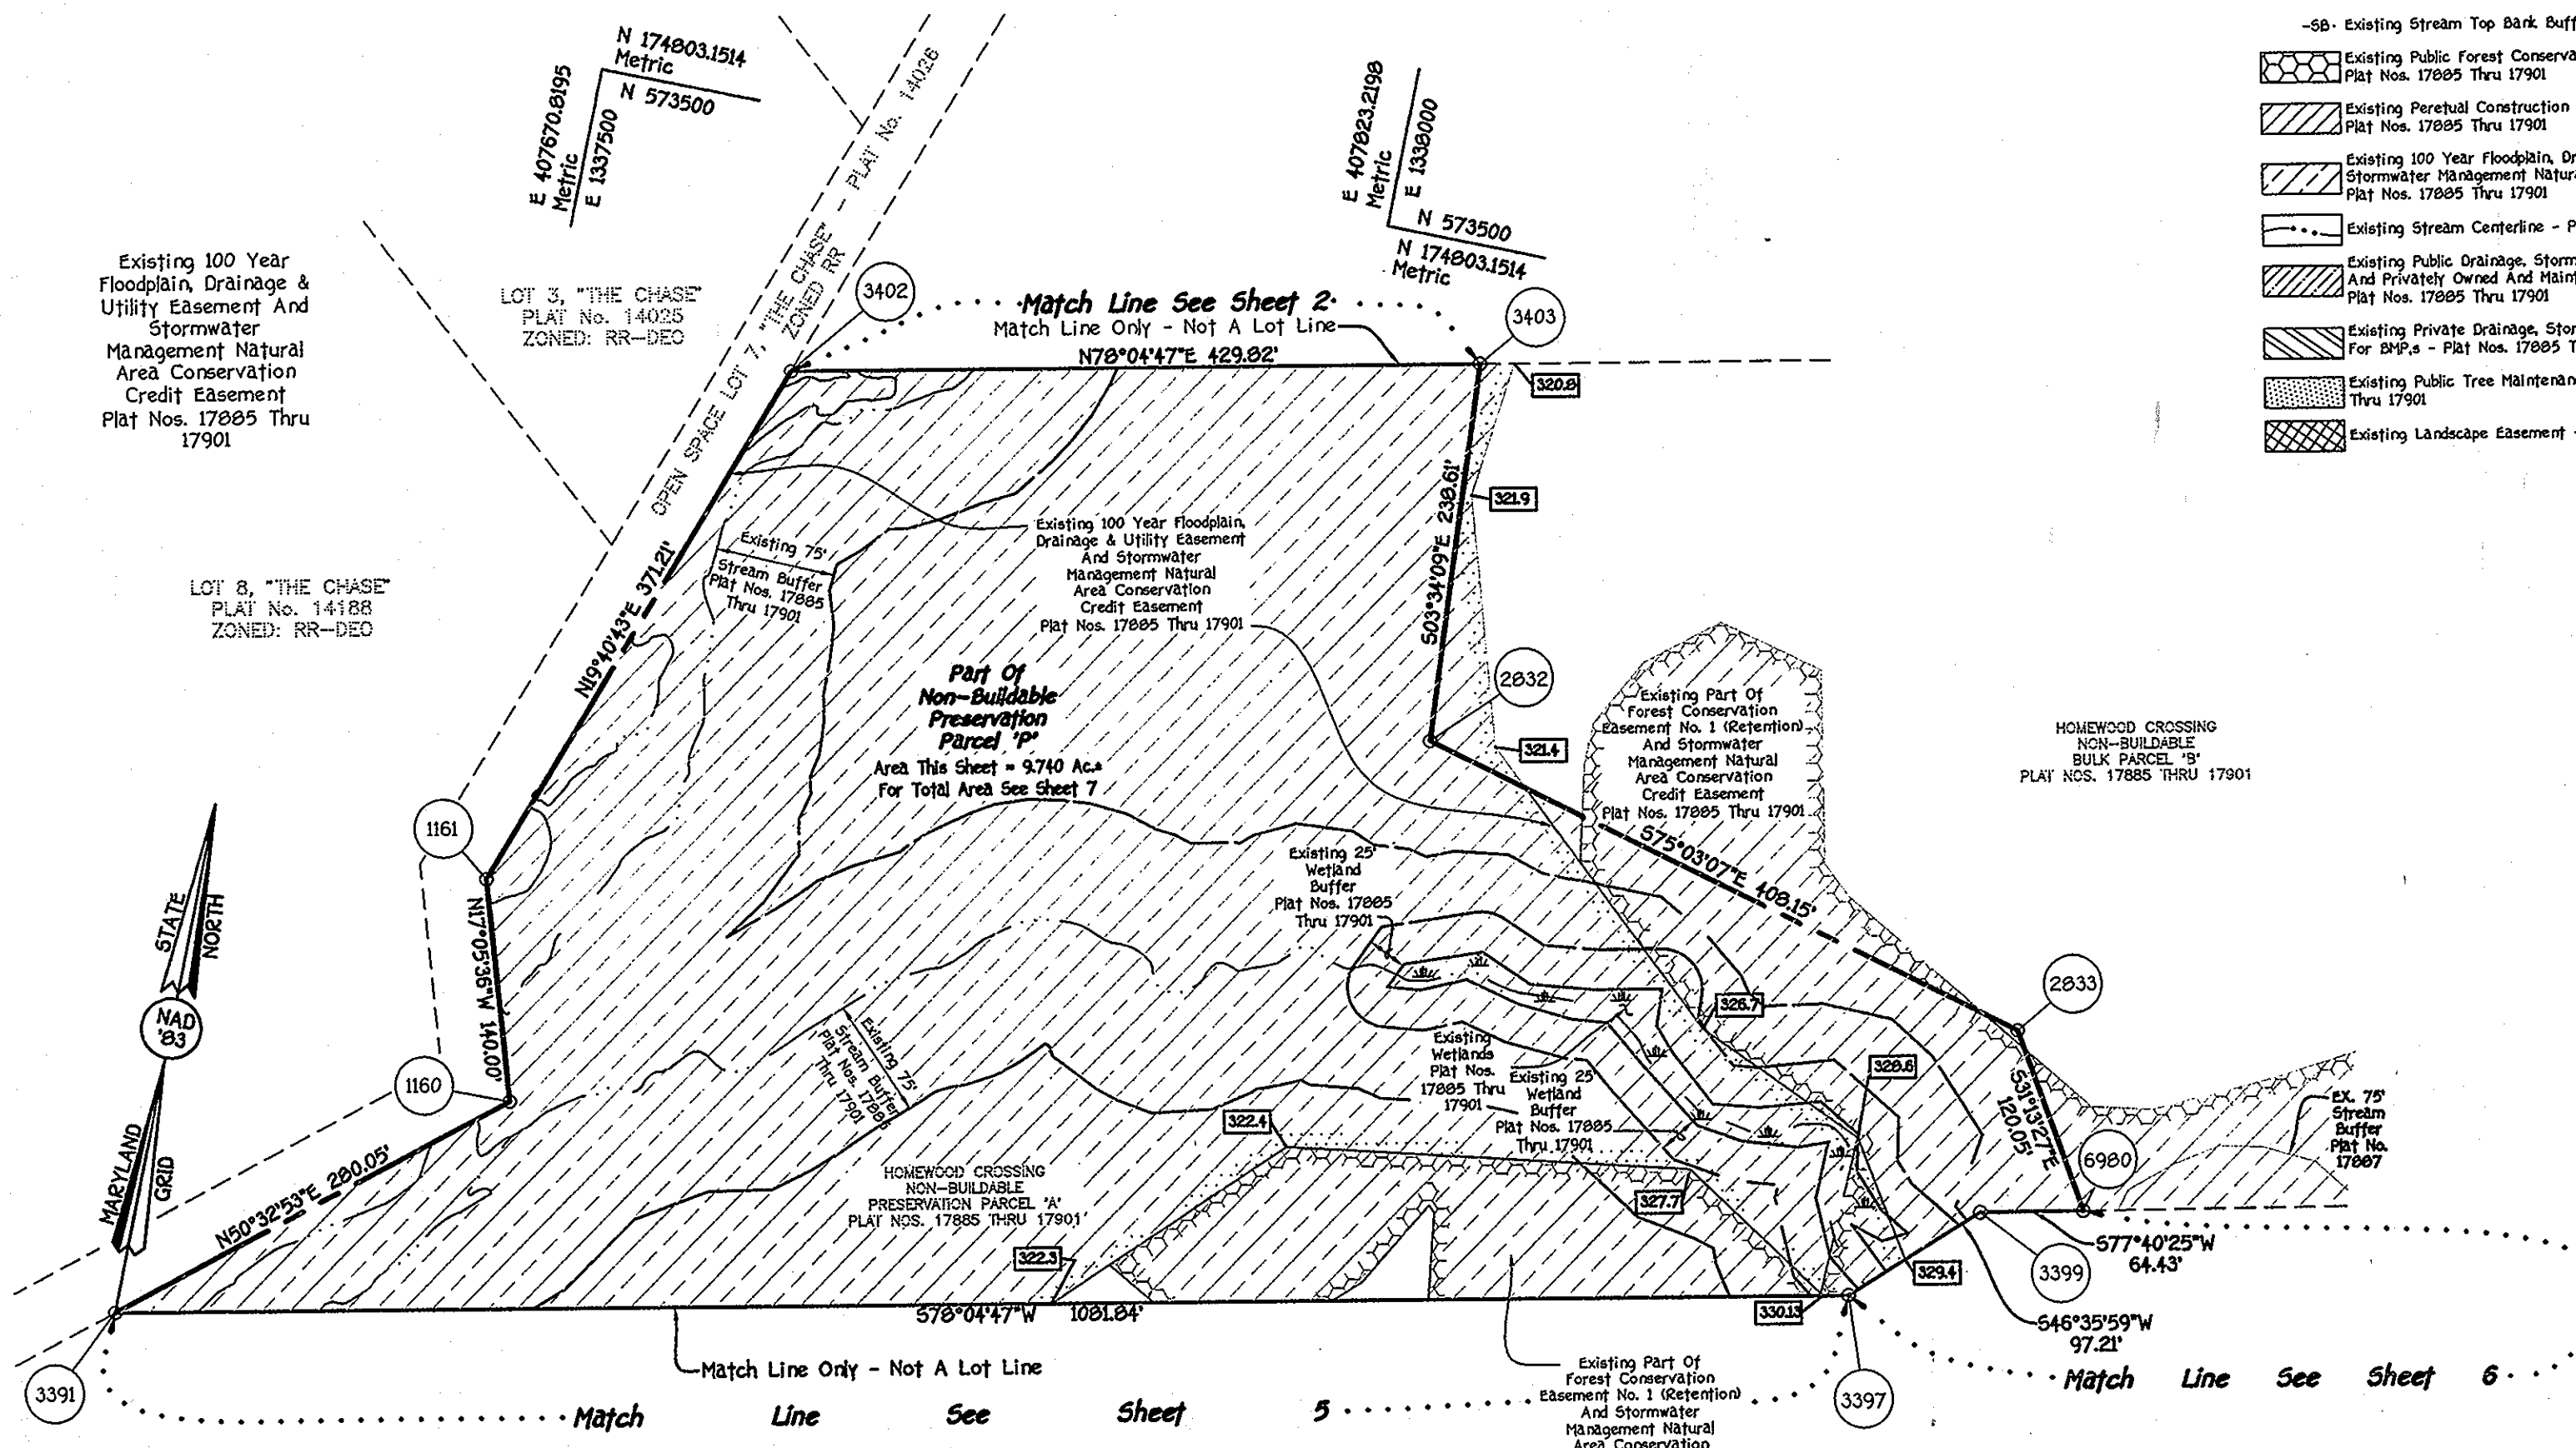 N 174803.1514
Metric
N 573500
E 407670.8195
Metric
E 1337500
E 407823.2198
Metric
E 1338000
N 573500
N 174803.1514
Metric
-SB· Existing Stream Top Bank Buff
Existing Public Forest Conserva
Plat Nos. 17885 Thru 17901
Existing Peretual Construction
Plat Nos. 17885 Thru 17901
Existing 100 Year Floodplain, Dr
Stormwater Management Natura
Plat Nos. 17885 Thru 17901
Existing Stream Centerline - P
Existing Public Drainage, Storm
And Privately Owned And Maint
Plat Nos. 17885 Thru 17901
Existing Private Drainage, Stor
For BMP,s - Plat Nos. 17885 T
Existing Public Tree Maintenan
Thru 17901
Existing Landscape Easement -
Existing 100 Year
Floodplain, Drainage &
Utility Easement And
Stormwater
Management Natural
Area Conservation
Credit Easement
Plat Nos. 17885 Thru
17901
LOT 3, "THE CHASE"
PLAT No. 14025
ZONED: RR-DEO
OPEN SPACE LOT 7, "THE CHASE" - PLAT No. 14026
ZONED RR
3402
Match Line See Sheet 2
Match Line Only - Not A Lot Line
N78°04'47"E 429.82'
3403
320.8
321.9
S03°34'09"E 238.61'
LOT 8, "THE CHASE"
PLAT No. 14188
ZONED: RR-DEO
N19°40'43"E 371.21'
Existing 75'
Stream Buffer
Plat Nos. 17885
Thru 17901
Existing 100 Year Floodplain,
Drainage & Utility Easement
And Stormwater
Management Natural
Area Conservation
Credit Easement
Plat Nos. 17885 Thru 17901
Part Of
Non-Buildable
Preservation
Parcel 'P'
Area This Sheet = 9.740 Ac.±
For Total Area See Sheet 7
2832
321.4
Existing Part Of
Forest Conservation
Easement No. 1 (Retention)
And Stormwater
Management Natural
Area Conservation
Credit Easement
Plat Nos. 17885 Thru 17901
HOMEWOOD CROSSING
NON-BUILDABLE
BULK PARCEL 'B'
PLAT NOS. 17885 THRU 17901
S75°03'07"E 408.15'
1161
N17°05'36"W 140.00'
1160
Existing 25'
Wetland
Buffer
Plat Nos. 17885
Thru 17901
326.7
2833
STATE
NORTH
NAD
'83
MARYLAND
GRID
Existing 75'
Stream Buffer
Plat Nos. 17885
Thru 17901
Existing
Wetlands
Plat Nos.
17885 Thru
17901
Existing 25'
Wetland
Buffer
Plat Nos. 17885
Thru 17901
328.6
S31°13'27"E
120.05'
EX. 75'
Stream
Buffer
Plat No.
17887
6980
322.4
N50°32'53"E 280.05'
HOMEWOOD CROSSING
NON-BUILDABLE
PRESERVATION PARCEL 'A'
PLAT NOS. 17885 THRU 17901
327.7
322.3
S77°40'25"W
64.43'
3399
329.4
330.13
S78°04'47"W 1081.84'
S46°35'59"W
97.21'
Match Line Only - Not A Lot Line
Existing Part Of
Forest Conservation
Easement No. 1 (Retention)
And Stormwater
Management Natural
Area Conservation
3391
Match Line See Sheet 5
3397
Match Line See Sheet 6